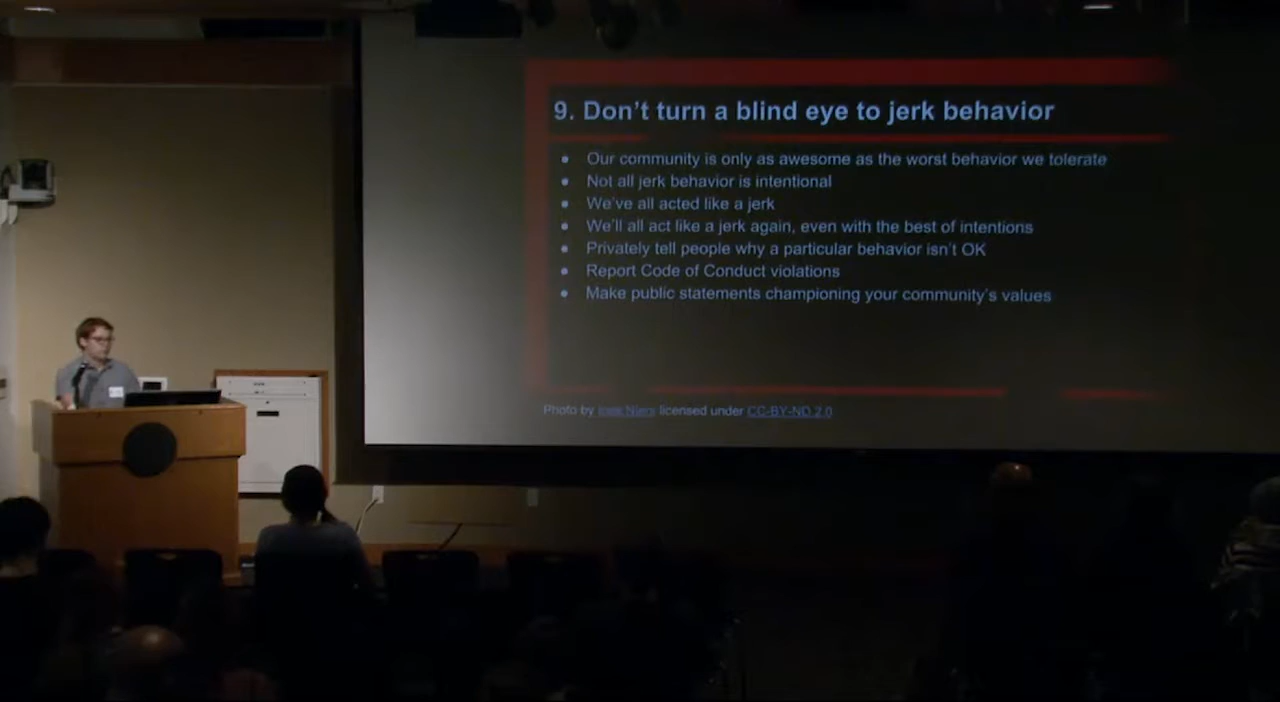 9. Don't turn a blind eye to jerk behavior
● Our community is only as awesome as the worst behavior we tolerate
● Not all jerk behavior is intentional
● We've all acted like a jerk
● We'll all act like a jerk again, even with the best of intentions
● Privately tell people why a particular behavior isn't OK
● Report Code of Conduct violations
● Make public statements championing your community's values
Photo by licensed under CC-BY-ND 2.0